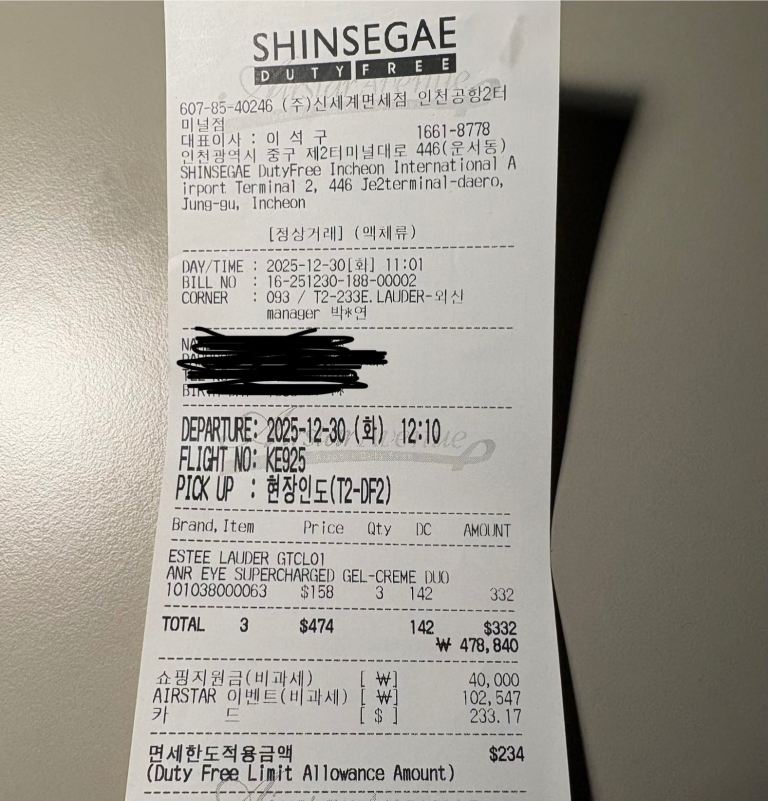 SHINSEGAE
DUTY FREE
607-85-40246 (주)신세계면세점 인천공항2터
미널점
대표이사 : 이 석 구 1661-8778
인천광역시 중구 제2터미널대로 446(운서동)
SHINSEGAE DutyFree Incheon International A
irport Terminal 2, 446 Je2terminal-daero,
Jung-gu, Incheon
[정상거래] (액체류)
DAY/TIME : 2025-12-30[화] 11:01
BILL NO : 16-251230-188-00002
CORNER : 093 / T2-233E.LAUDER-외산
manager 박*연
DEPARTURE: 2025-12-30 (화) 12:10
FLIGHT NO: KE925
PICK UP : 현장인도(T2-DF2)
Brand,Item Price Qty DC AMOUNT
ESTEE LAUDER GTCL01
ANR EYE SUPERCHARGED GEL-CREME DUO
101038000063 $158 3 142 332
TOTAL 3 $474 142 $332
₩ 478,840
쇼핑지원금(비과세) [ ₩] 40,000
AIRSTAR 이벤트(비과세) [ ₩] 102,547
카 드 [ $ ] 233.17
면세한도적용금액 $234
(Duty Free Limit Allowance Amount)